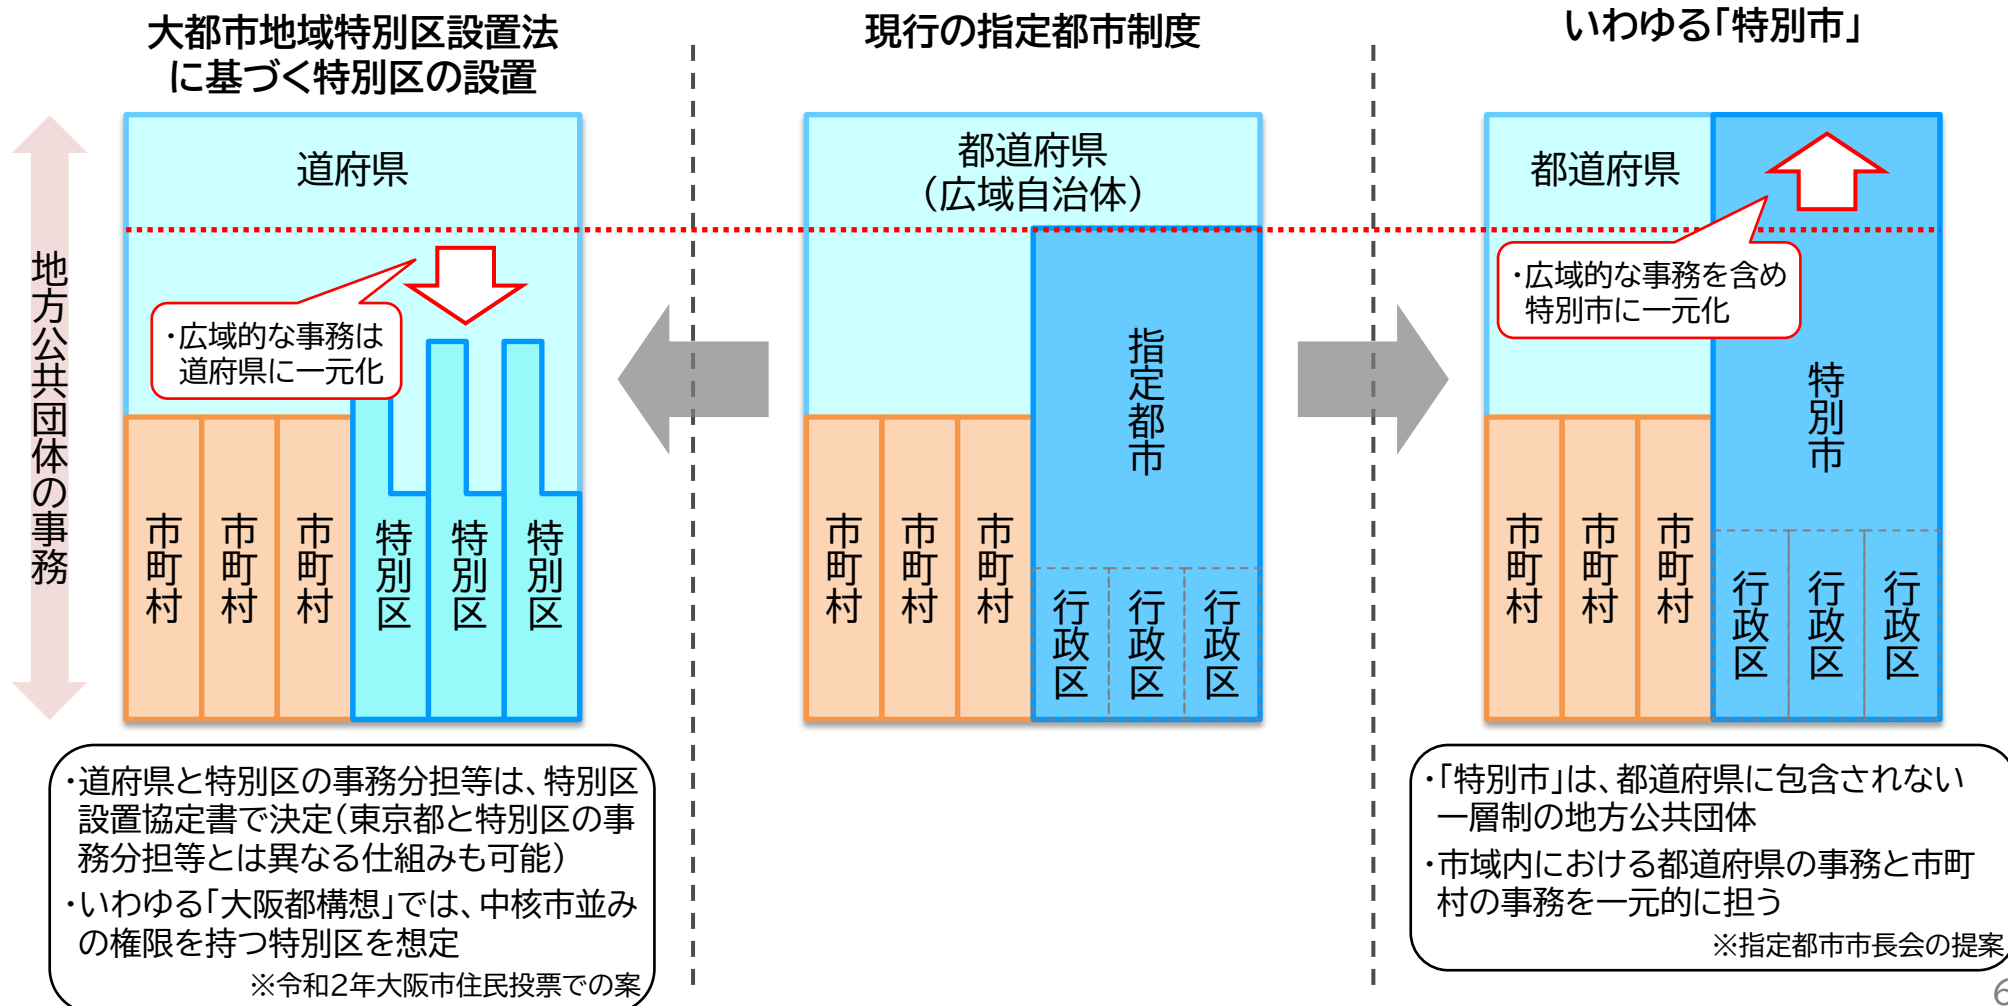 大都市地域特別区設置法
に基づく特別区の設置
現行の指定都市制度
いわゆる「特別市」
地方公共団体の事務
道府県
・広域的な事務は
道府県に一元化
市町村
市町村
市町村
特別区
特別区
特別区
都道府県
(広域自治体)
指定都市
市町村
市町村
市町村
行政区
行政区
行政区
都道府県
・広域的な事務を含め
特別市に一元化
特別市
市町村
市町村
市町村
行政区
行政区
行政区
・道府県と特別区の事務分担等は、特別区
設置協定書で決定(東京都と特別区の事
務分担等とは異なる仕組みも可能)
・いわゆる「大阪都構想」では、中核市並み
の権限を持つ特別区を想定
※令和2年大阪市住民投票での案
・「特別市」は、都道府県に包含されない
一層制の地方公共団体
・市域内における都道府県の事務と市町
村の事務を一元的に担う
※指定都市市長会の提案
6